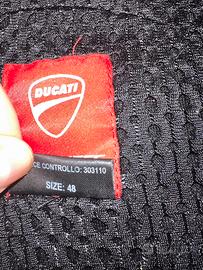 DUCATI
CE CONTROLLO: 303110
SIZE: 48